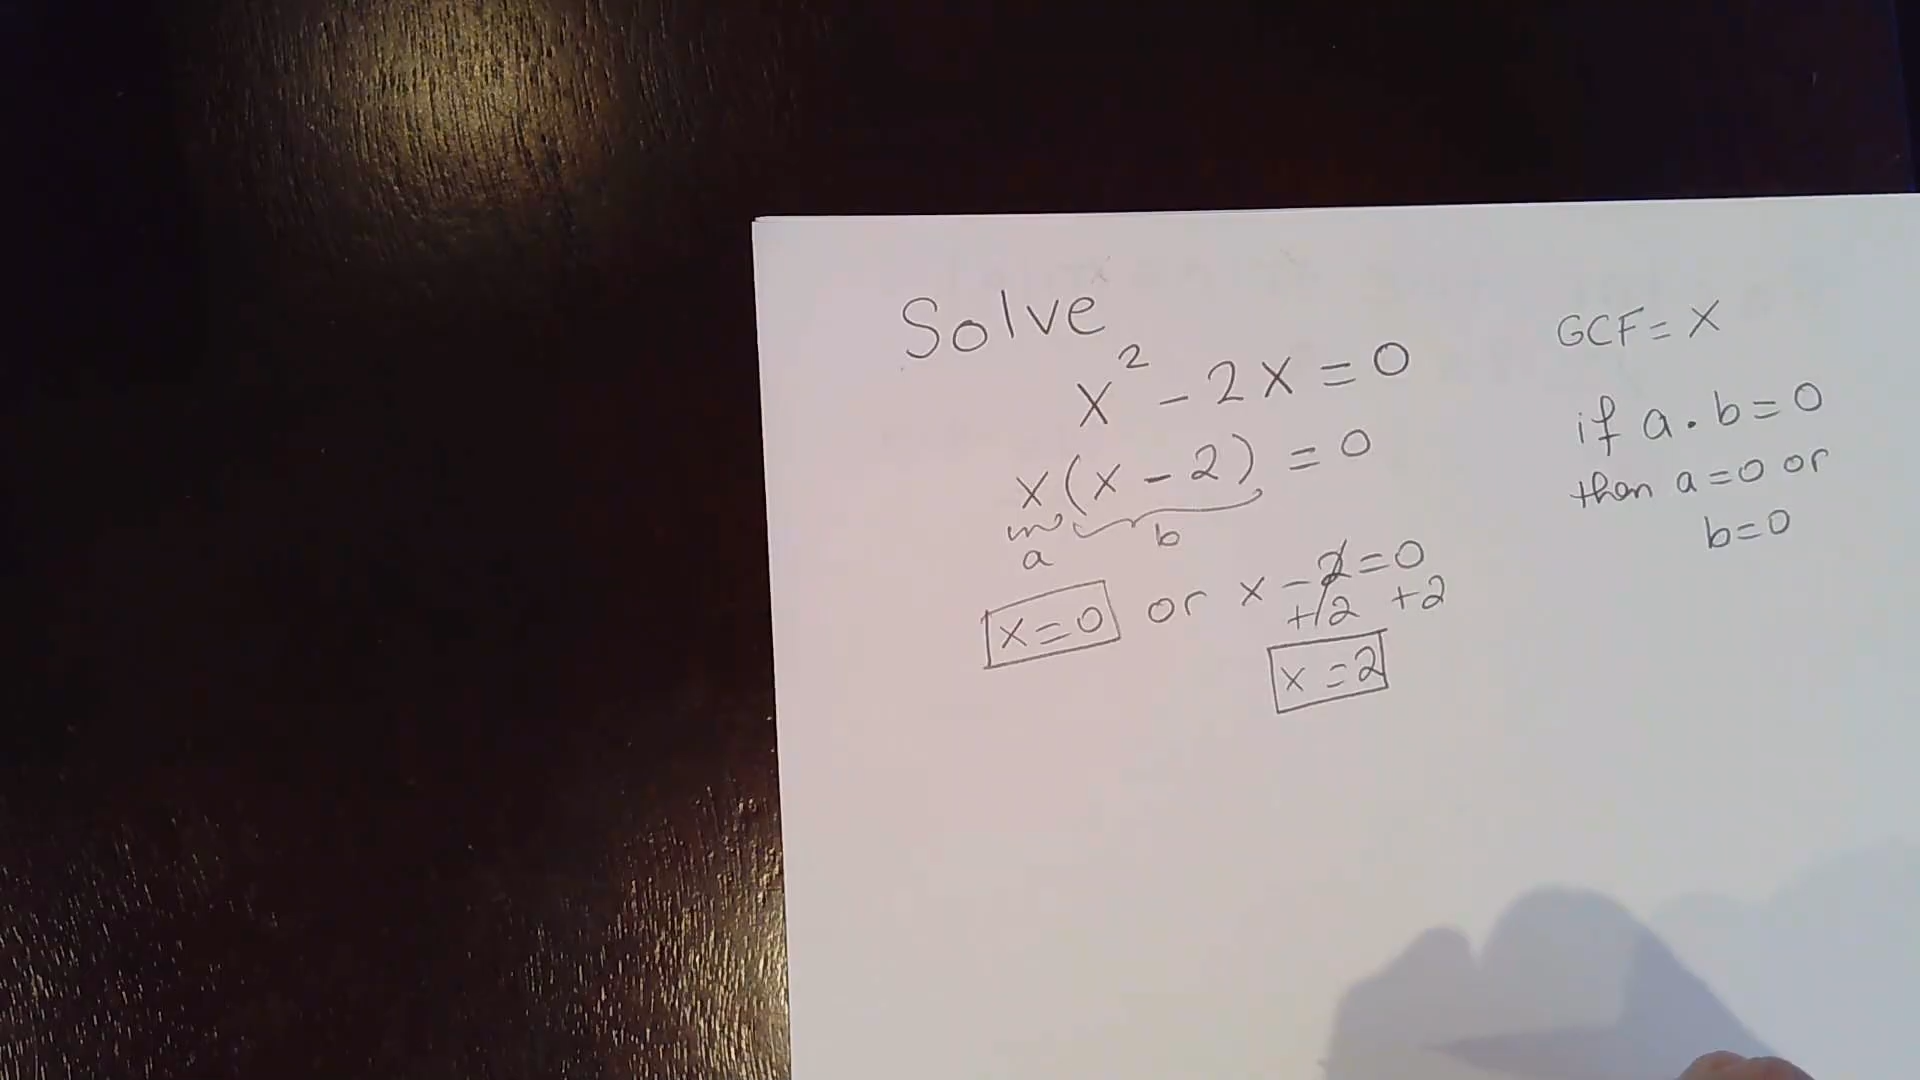 Solve
x² - 2x = 0
x(x - 2) = 0
a b
x = 0 or x - 2 = 0
+2 +2
x = 2
GCF = X
if a . b = 0
then a = 0 or
b = 0